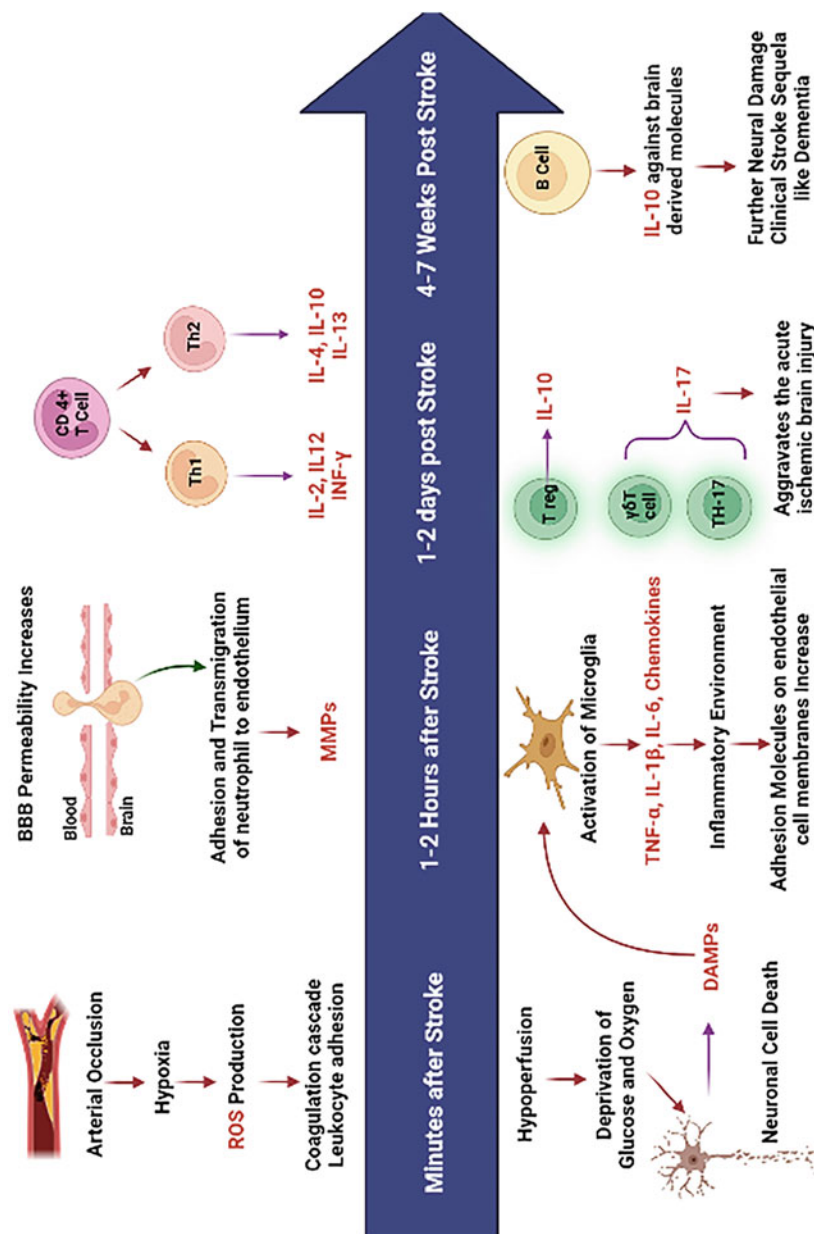 Arterial Occlusion
Hypoxia
ROS Production
Coagulation cascade
Leukocyte adhesion
BBB Permeability Increases
Blood
Brain
Adhesion and Transmigration
of neutrophil to endothelium
MMPs
CD 4+
T Cell
Th1
Th2
IL-2, IL12
INF-γ
IL-4, IL-10
IL-13
Minutes after Stroke
1-2 Hours after Stroke
1-2 days post Stroke
4-7 Weeks Post Stroke
Hypoperfusion
Deprivation of
Glucose and Oxygen
Neuronal Cell Death
DAMPs
Activation of Microglia
TNF-α, IL-1β, IL-6, Chemokines
Inflammatory Environment
Adhesion Molecules on endothelial
cell membranes Increase
T reg
IL-10
γδT
cell
TH-17
IL-17
Aggravates the acute
ischemic brain injury
B Cell
IL-10 against brain
derived molecules
Further Neural Damage
Clinical Stroke Sequela
like Dementia